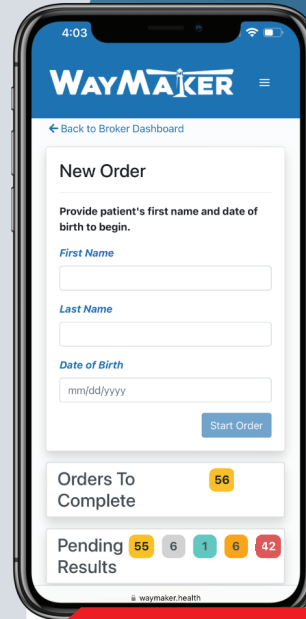 4:03
WAYMAKER
← Back to Broker Dashboard
New Order
Provide patient's first name and date of
birth to begin.
First Name
Last Name
Date of Birth
mm/dd/yyyy
Start Order
Orders To
Complete
56
Pending
Results
55 6 1 6 42
waymaker.health